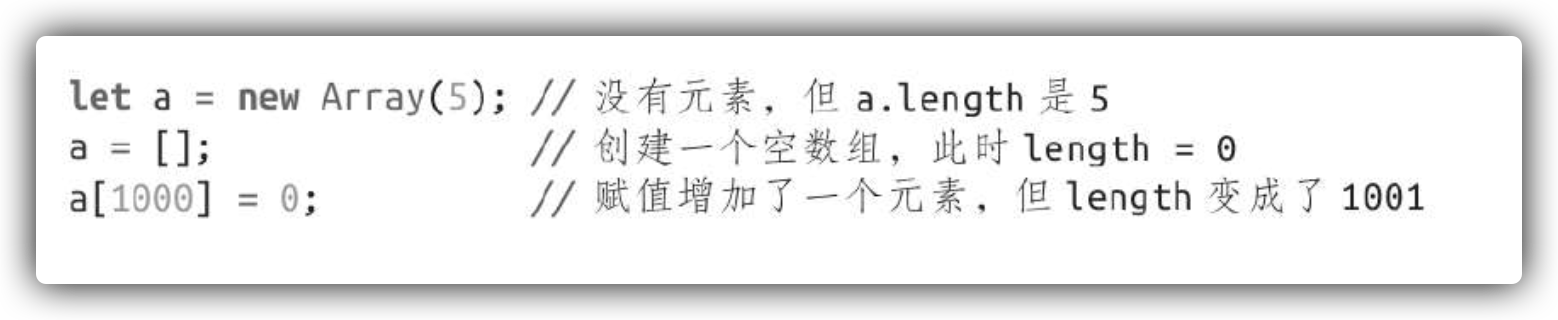 let a = new Array(5); // 没有元素，但 a.length 是 5
a = []; // 创建一个空数组，此时 length = 0
a[1000] = 0; // 赋值增加了一个元素，但 length 变成了 1001